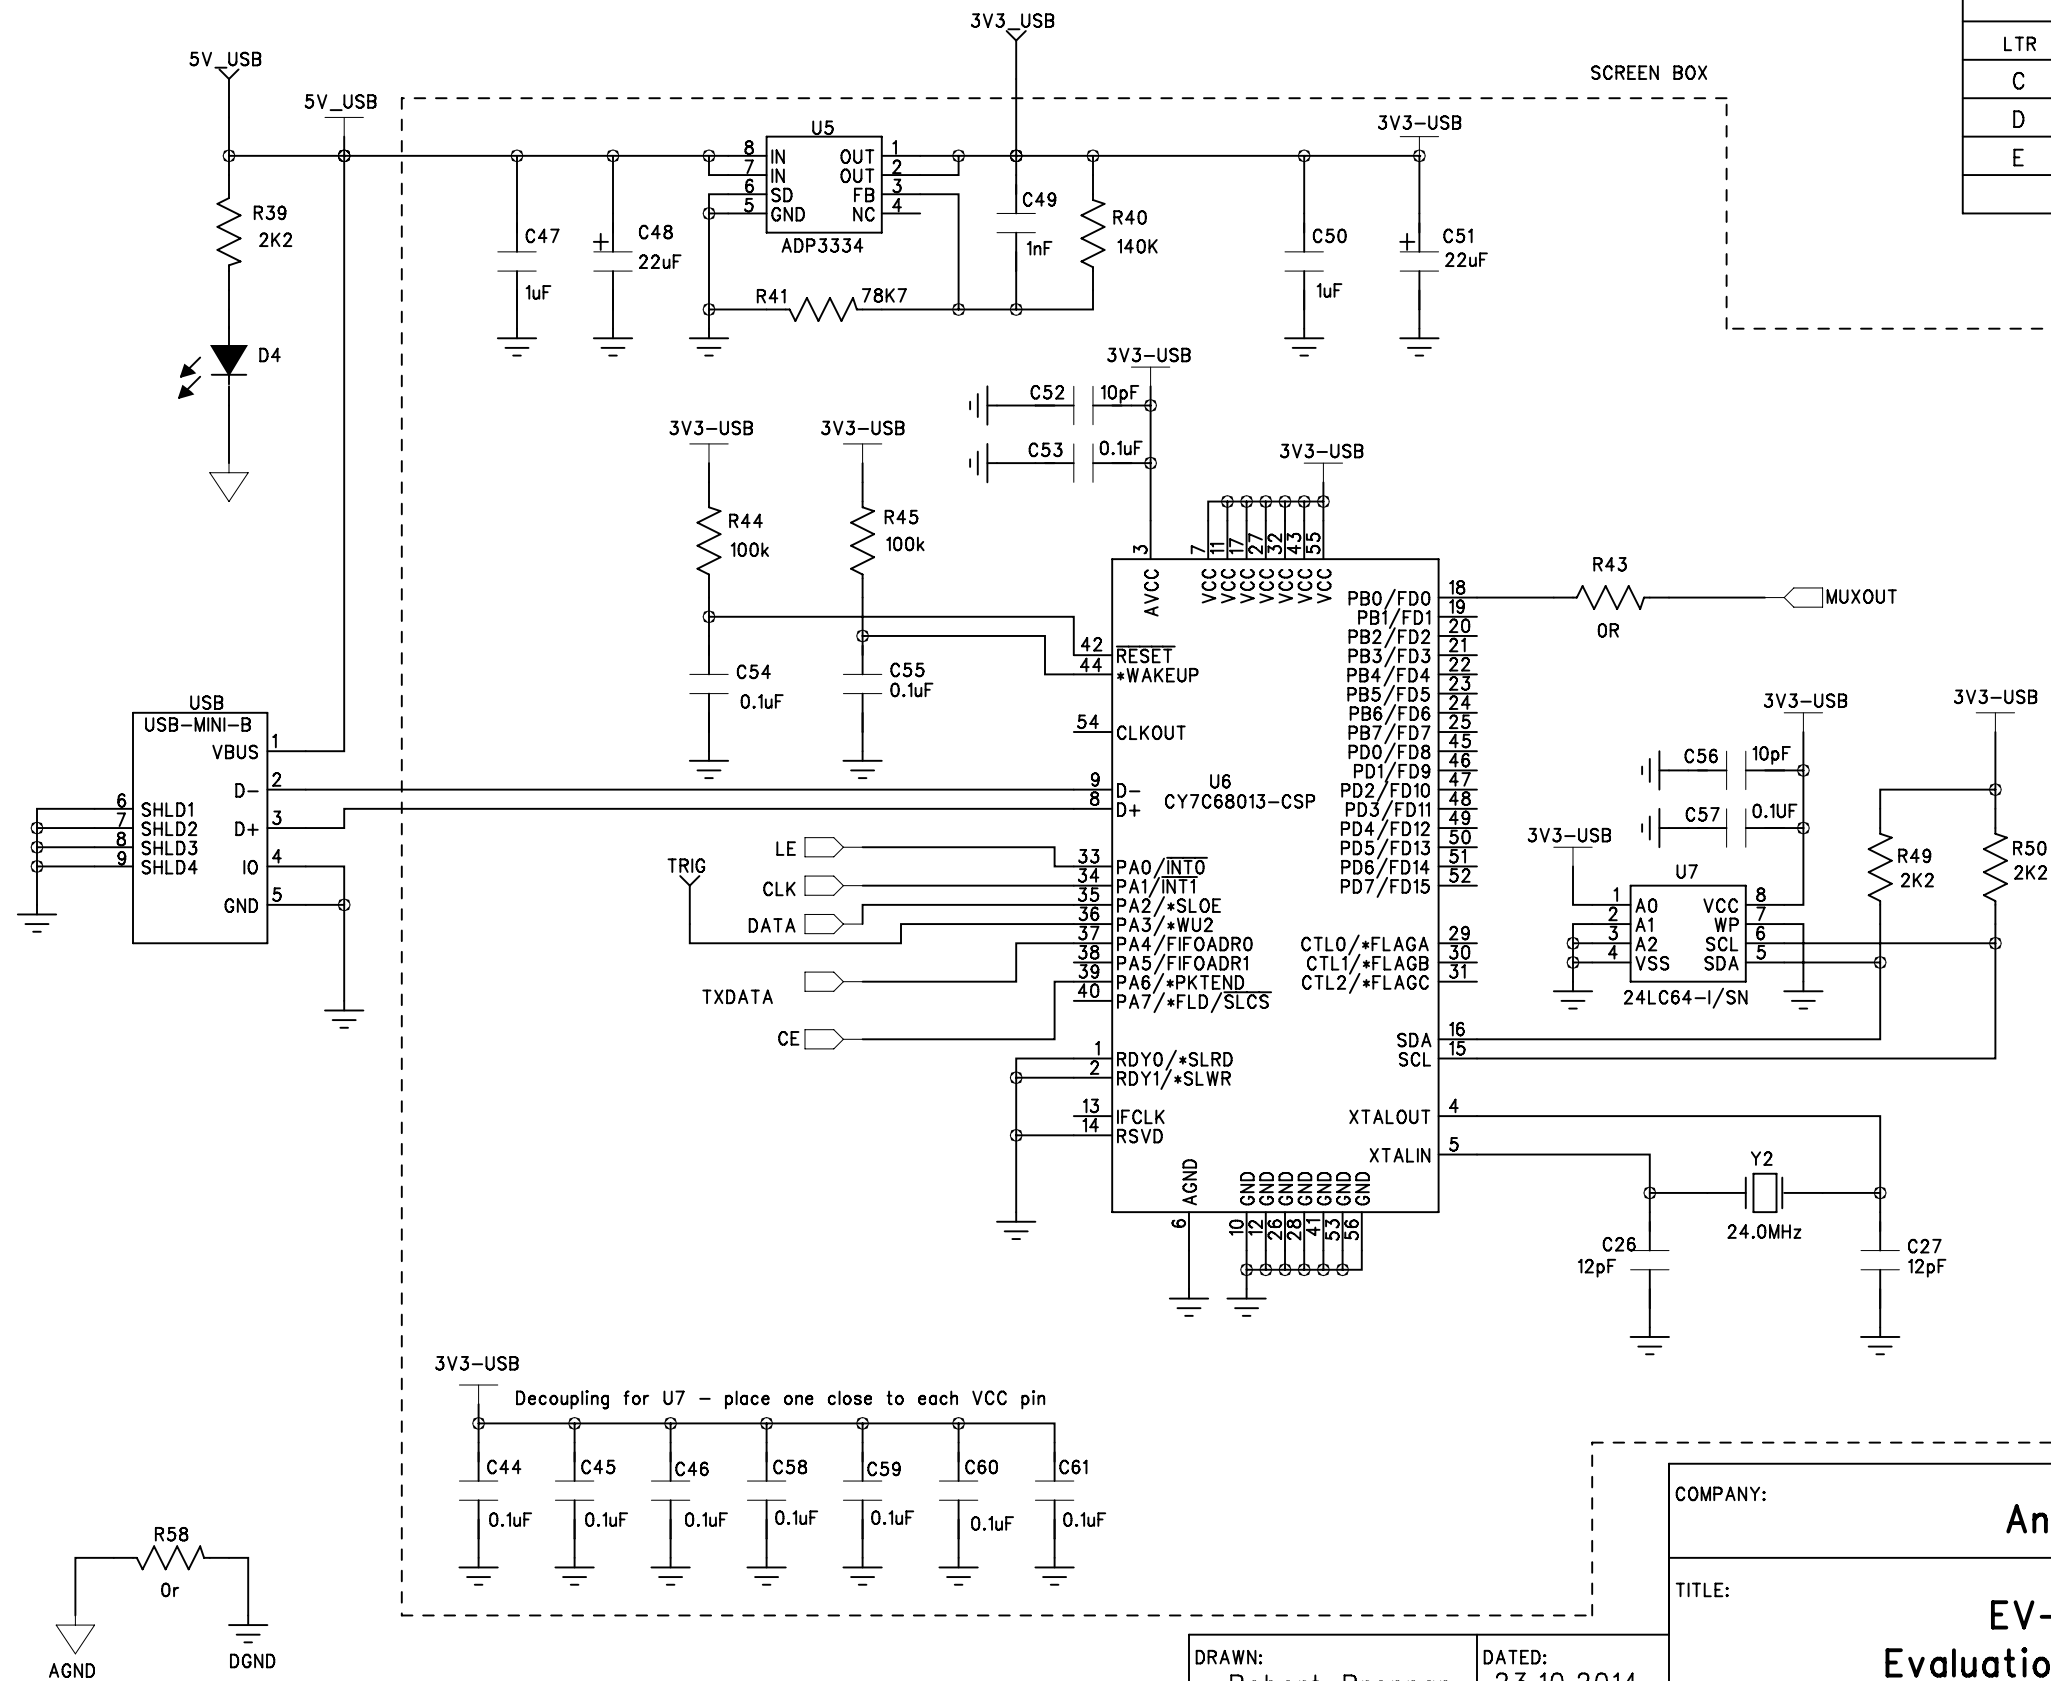 3V3_USB
5V_USB
5V_USB
SCREEN BOX
LTR
C
D
E
3V3-USB
U5
8 IN OUT 1
7 IN OUT 2
6 SD FB 3
5 GND NC 4
ADP3334
R39
2K2
C47
1uF
C48
22uF
C49
1nF
R40
140K
C50
1uF
C51
22uF
R41 78K7
D4
3V3-USB
C52 10pF
C53 0.1uF
3V3-USB
3V3-USB
3V3-USB
R44
100k
R45
100k
3 AVCC
7 VCC
11 VCC
17 VCC
27 VCC
32 VCC
43 VCC
55 VCC
R43
0R
MUXOUT
42 RESET
44 *WAKEUP
54 CLKOUT
C54
0.1uF
C55
0.1uF
9 D-
8 D+
U6
CY7C68013-CSP
33 PA0/INT0
34 PA1/INT1
35 PA2/*SLOE
36 PA3/*WU2
37 PA4/FIFOADR0
38 PA5/FIFOADR1
39 PA6/*PKTEND
40 PA7/*FLD/SLCS
1 RDY0/*SLRD
2 RDY1/*SLWR
13 IFCLK
14 RSVD
PB0/FD0 18
PB1/FD1 19
PB2/FD2 20
PB3/FD3 21
PB4/FD4 22
PB5/FD5 23
PB6/FD6 24
PB7/FD7 25
PD0/FD8 45
PD1/FD9 46
PD2/FD10 47
PD3/FD11 48
PD4/FD12 49
PD5/FD13 50
PD6/FD14 51
PD7/FD15 52
CTL0/*FLAGA 29
CTL1/*FLAGB 30
CTL2/*FLAGC 31
SDA 16
SCL 15
XTALOUT 4
XTALIN 5
AGND 6
GND 10
GND 12
GND 26
GND 28
GND 41
GND 53
GND 56
USB
USB-MINI-B
VBUS 1
D- 2
D+ 3
IO 4
GND 5
6 SHLD1
7 SHLD2
8 SHLD3
9 SHLD4
LE
CLK
DATA
TRIG
TXDATA
CE
3V3-USB
3V3-USB
C56 10pF
C57 0.1UF
3V3-USB
U7
1 A0 VCC 8
2 A1 WP 7
3 A2 SCL 6
4 VSS SDA 5
24LC64-I/SN
R49
2K2
R50
2K2
Y2
24.0MHz
C26
12pF
C27
12pF
3V3-USB
Decoupling for U7 - place one close to each VCC pin
C44
0.1uF
C45
0.1uF
C46
0.1uF
C58
0.1uF
C59
0.1uF
C60
0.1uF
C61
0.1uF
R58
0r
AGND
DGND
COMPANY:
An
TITLE:
EV-
Evaluatio
DRAWN:
DATED:
23.10.2014